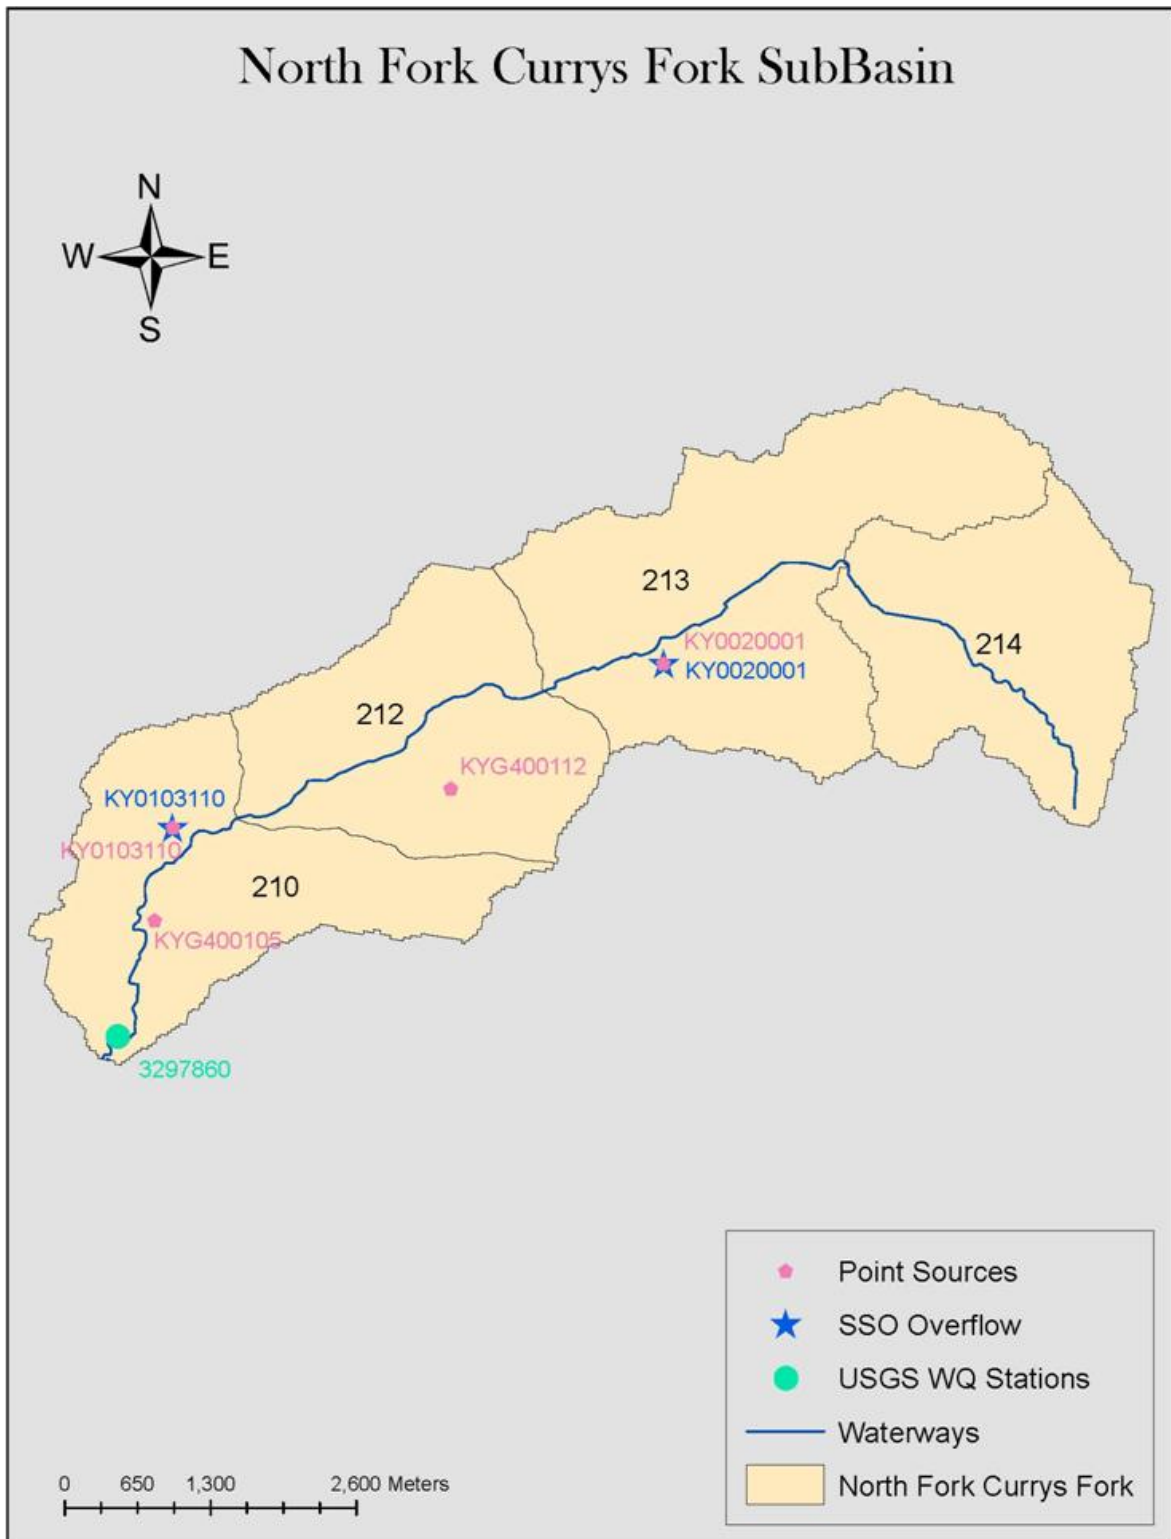 North Fork Currys Fork SubBasin
N
W E
S
213
KY0020001
KY0020001
214
212
KYG400112
KY0103110
KY0103110
210
KYG400105
3297860
Point Sources
SSO Overflow
USGS WQ Stations
Waterways
North Fork Currys Fork
0 650 1,300 2,600 Meters